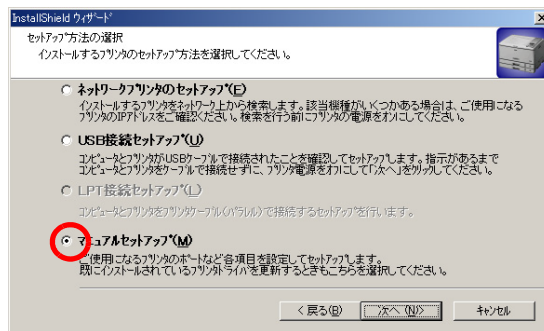 InstallShield ウィザード
セットアップ方法の選択
インストールするプリンタのセットアップ方法を選択してください。
ネットワークプリンタのセットアップ(E)
インストールするプリンタをネットワーク上から検索します。該当機種がいくつかある場合は、ご使用になる
プリンタのIPアドレスをご確認ください。検索を行う前にプリンタの電源をオンにしてください。
USB接続セットアップ(U)
コンピュータとプリンタがUSBケーブルで接続されたことを確認してセットアップします。指示があるまで
コンピュータとプリンタをケーブルで接続せずに、プリンタ電源をオフにして「次へ」をクリックしてください。
LPT接続セットアップ(L)
コンピュータとプリンタをプリンタケーブル(パラレル)で接続するセットアップを行います。
マニュアルセットアップ(M)
ご使用になるプリンタのポートなど各項目を設定してセットアップします。
既にインストールされているプリンタドライバを更新するときもこちらを選択してください。
< 戻る(B) 次へ (N)> キャンセル